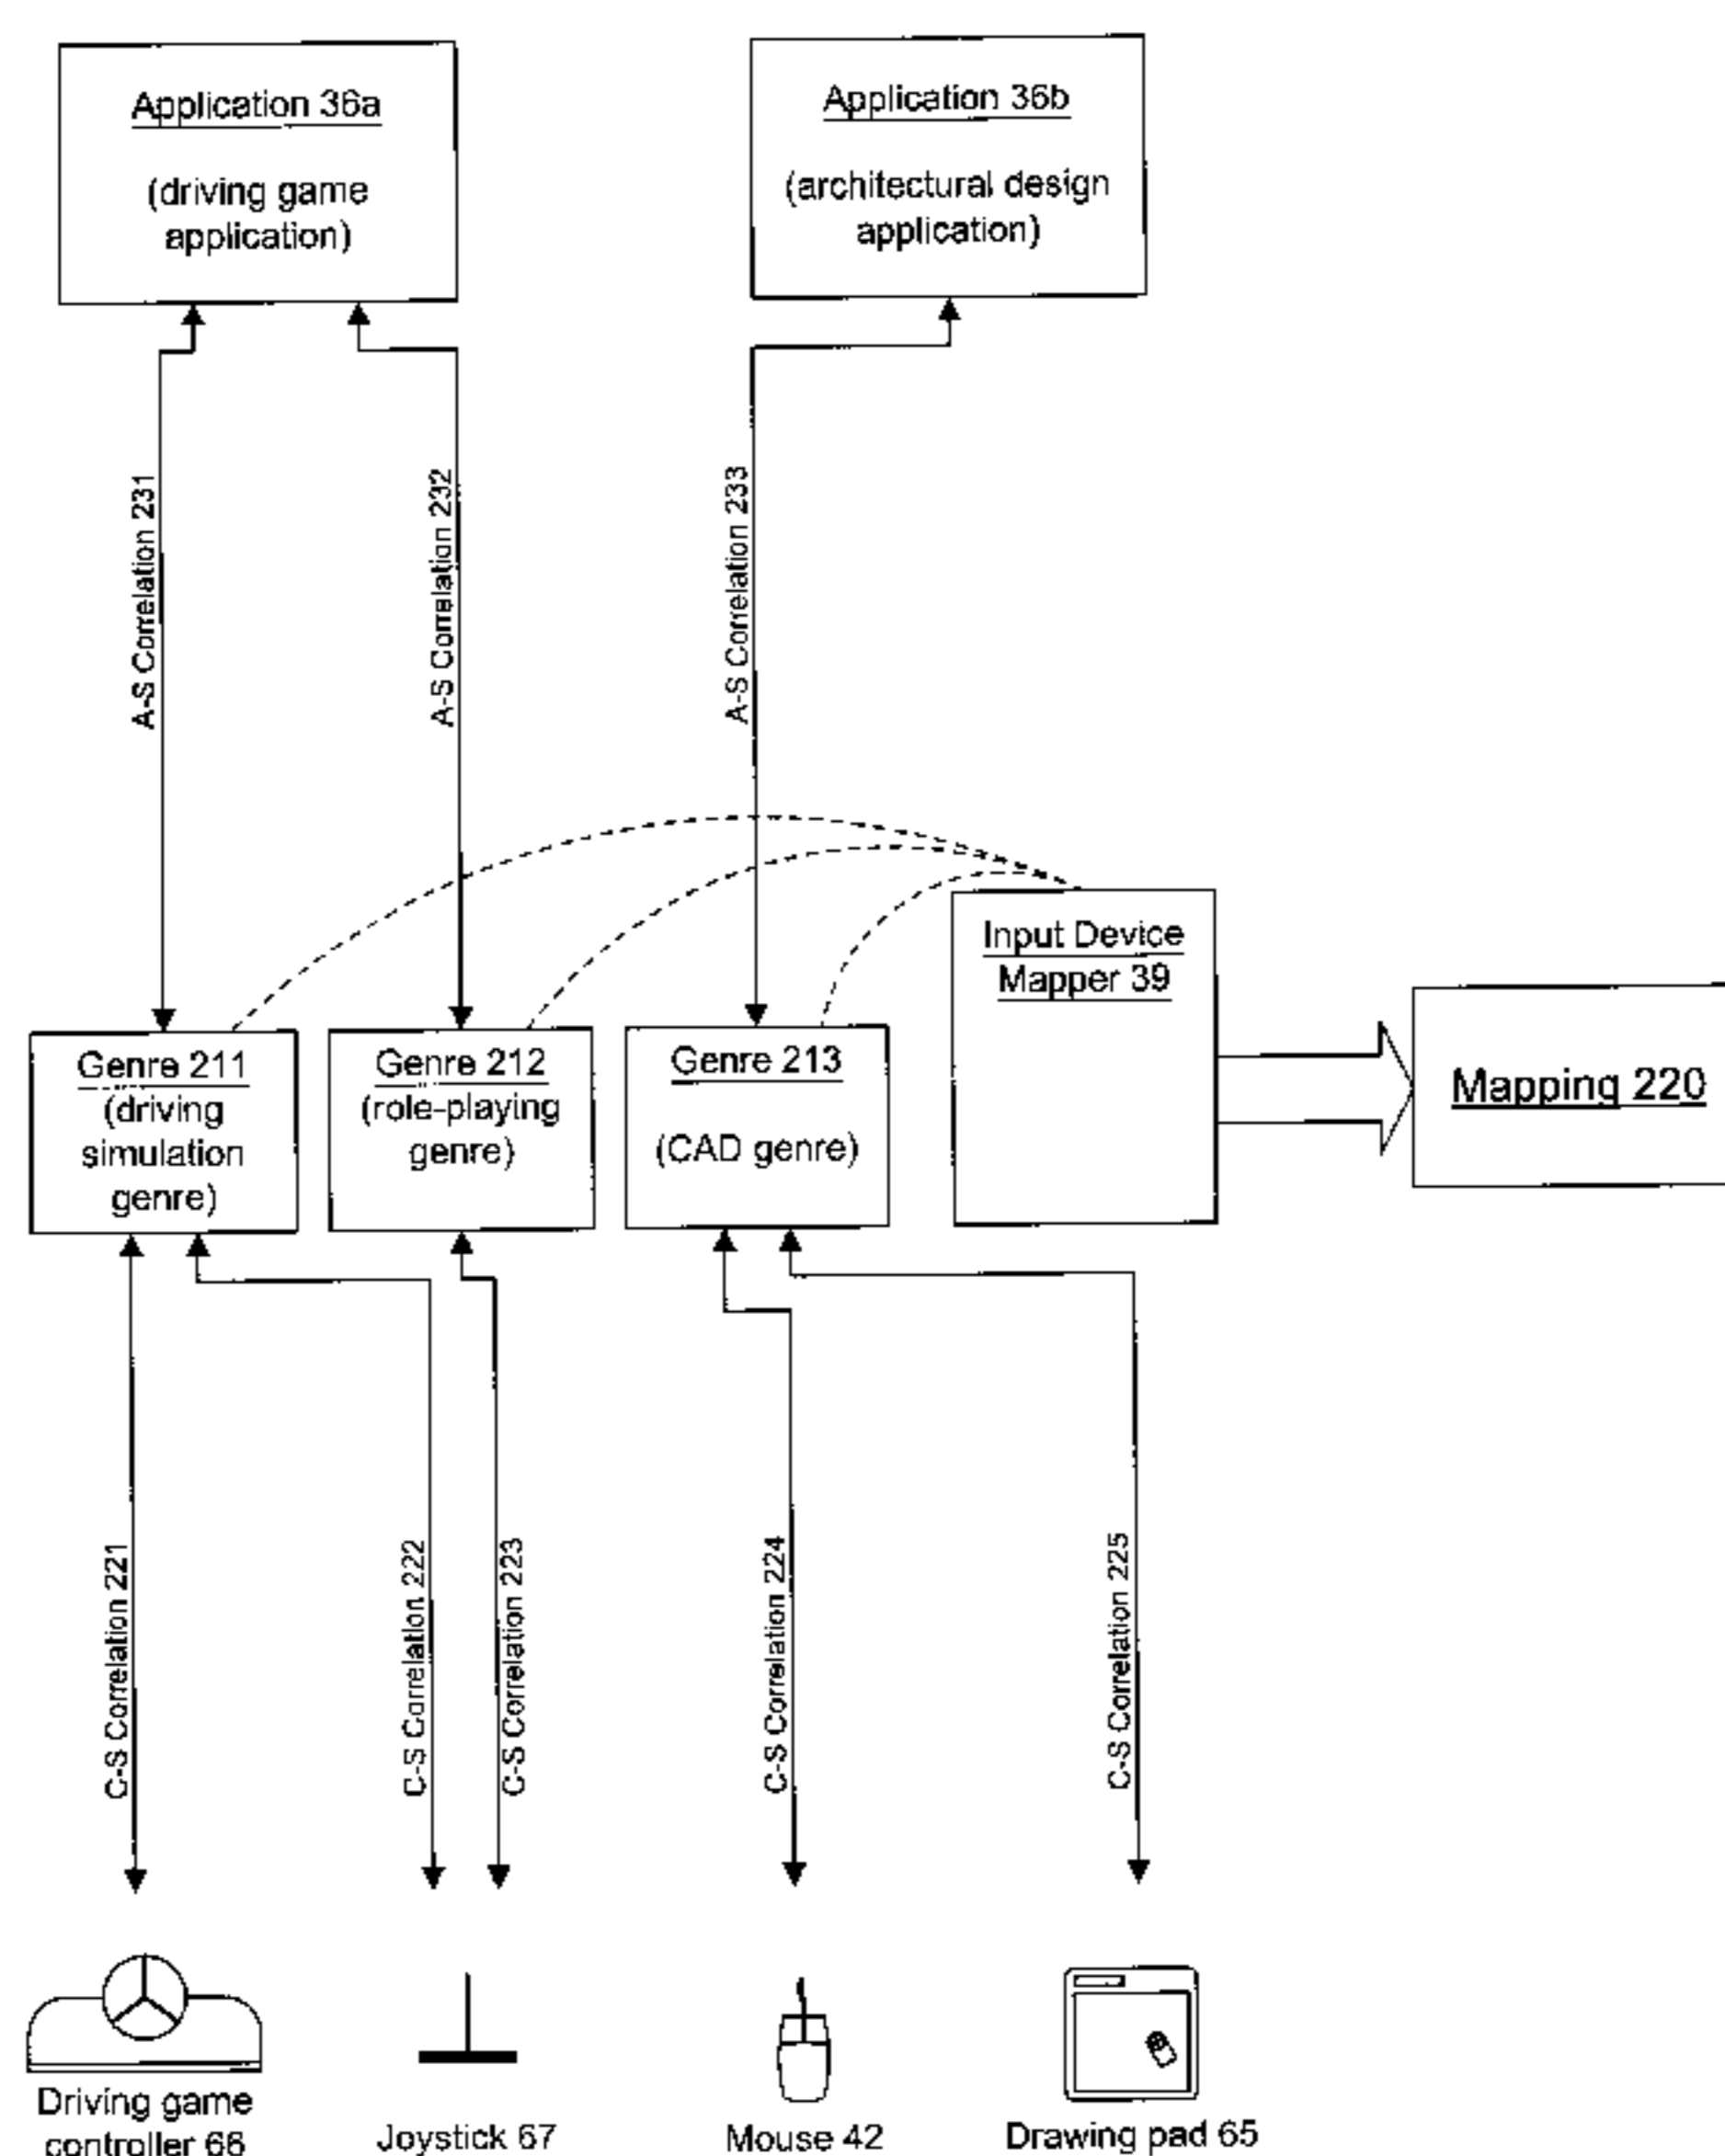 Application 36a
(driving game
application)
Application 36b
(architectural design
application)
A-S Correlation 231
A-S Correlation 232
A-S Correlation 233
Input Device
Mapper 39
Mapping 220
Genre 211
(driving
simulation
genre)
Genre 212
(role-playing
genre)
Genre 213
(CAD genre)
C-S Correlation 221
C-S Correlation 222
C-S Correlation 223
C-S Correlation 224
C-S Correlation 225
Driving game
controller 66
Joystick 67
Mouse 42
Drawing pad 65